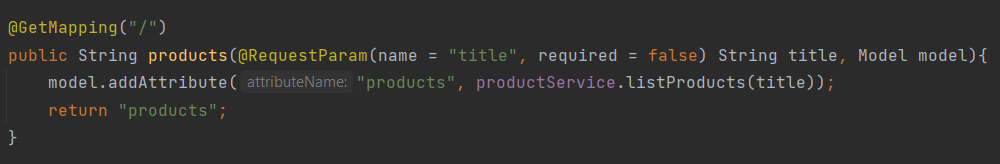 @GetMapping("/")
public String products(@RequestParam(name = "title", required = false) String title, Model model){
model.addAttribute( attributeName: "products", productService.listProducts(title));
return "products";
}